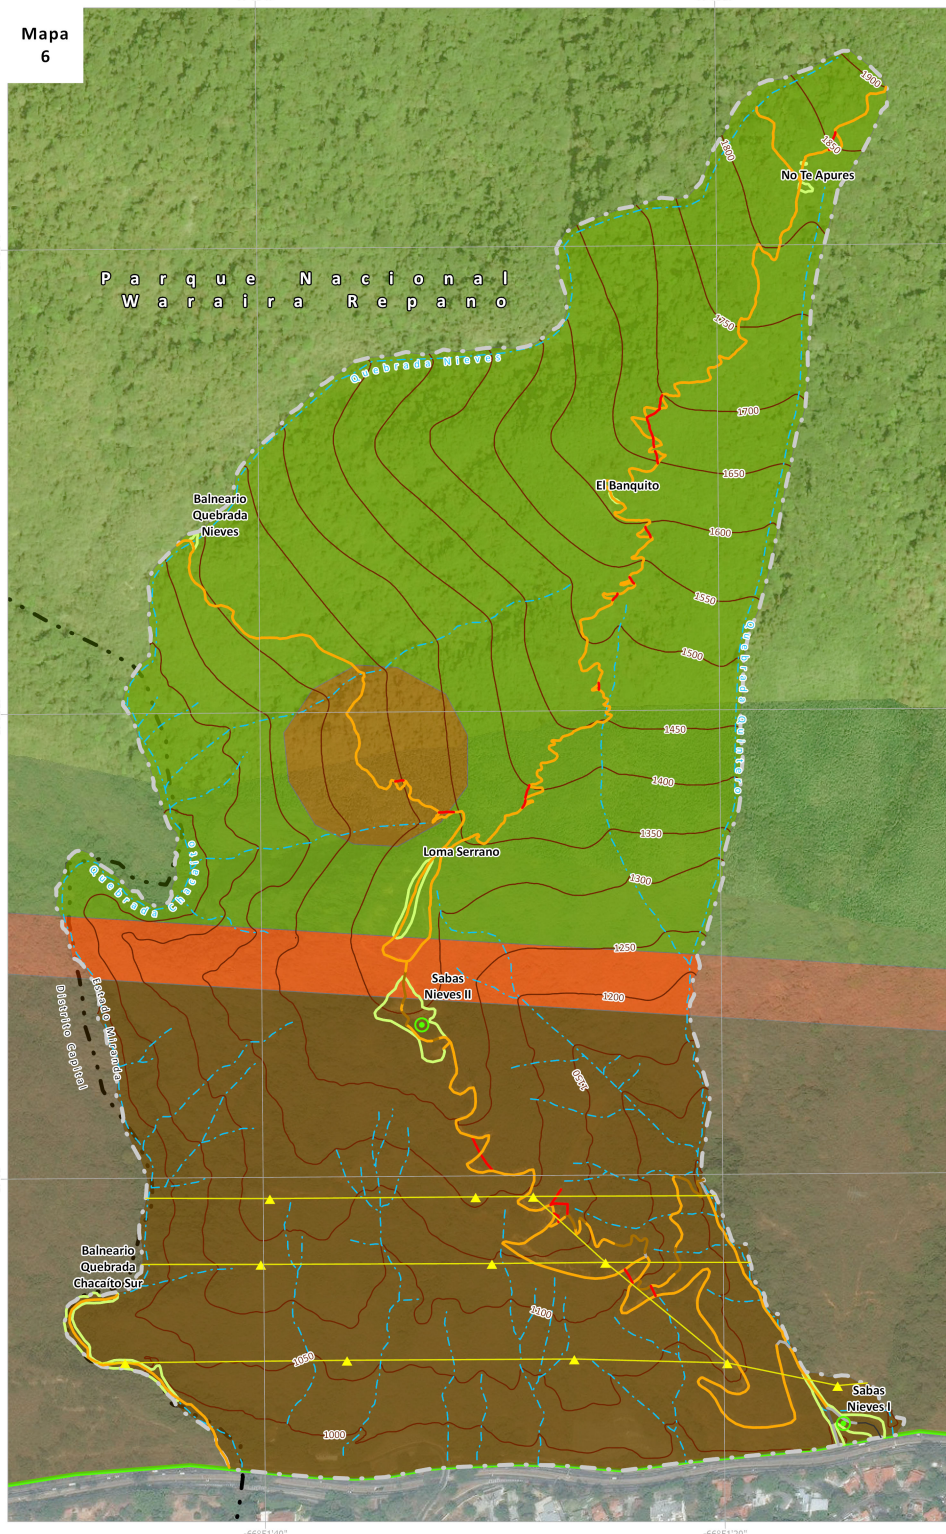 Mapa
6
1900
1850
1800
No Te Apures
Parque Nacional
Waraira Repano
1750
Quebrada Nieves
1700
1650
El Banquito
Balneario
Quebrada
Nieves
1600
1550
1500
Quebrada Quintero
1450
1400
1350
Loma Serrano
1300
Quebrada Chacaito
1250
Sabas
Nieves II
1200
Estado Miranda
Distrito Capital
1150
Balneario
Quebrada
Chacaíto Sur
1100
1050
Sabas
Nieves I
1000